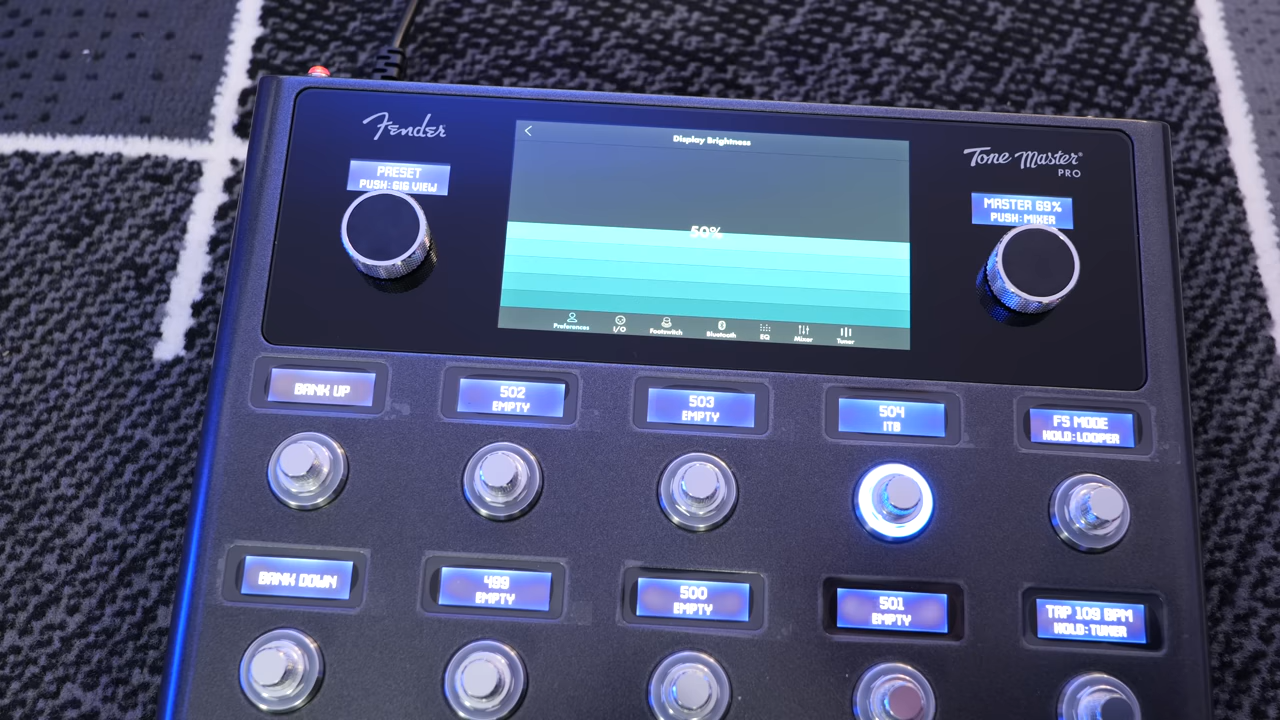 Fender
Tone Master®
PRO
Display Brightness
50%
PRESET
PUSH: GIG VIEW
MASTER 69%
PUSH: MIXER
Preferences
I/O
Footswitch
Bluetooth
EQ
Mixer
Tuner
BANK UP
502
EMPTY
503
EMPTY
504
ITB
FS MODE
HOLD: LOOPER
BANK DOWN
499
EMPTY
500
EMPTY
501
EMPTY
TAP 109 BPM
HOLD: TUNER